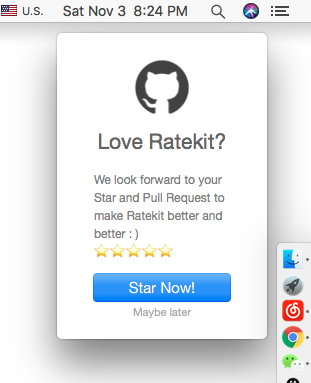 U.S. Sat Nov 3 8:24 PM
Love Ratekit?
We look forward to your
Star and Pull Request to
make Ratekit better and
better : )
⭐⭐⭐⭐⭐
Star Now!
Maybe later